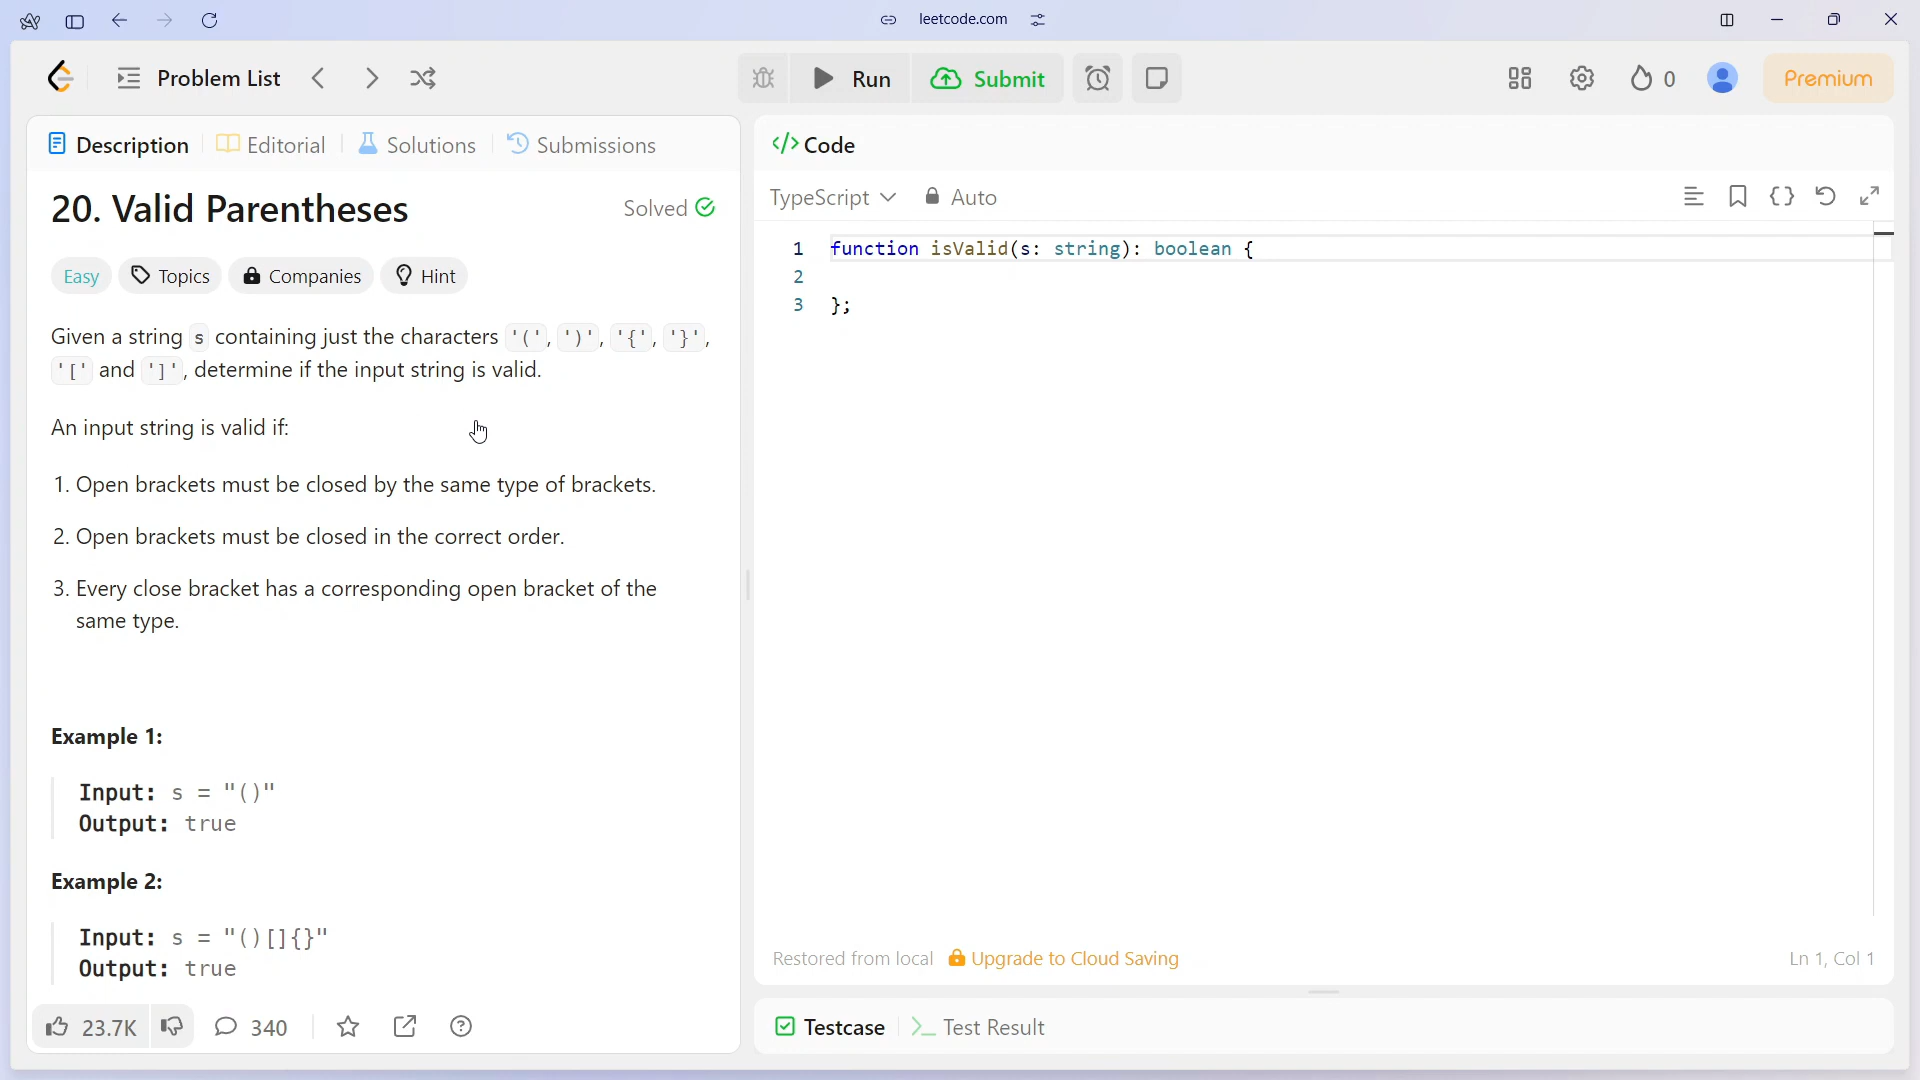 leetcode.com
Problem List
Run
Submit
0
Premium
Description
Editorial
Solutions
Submissions
20. Valid Parentheses
Solved
Easy
Topics
Companies
Hint
Given a string s containing just the characters '(', ')', '{', '}',
'[' and ']', determine if the input string is valid.
An input string is valid if:
1. Open brackets must be closed by the same type of brackets.
2. Open brackets must be closed in the correct order.
3. Every close bracket has a corresponding open bracket of the
same type.
Example 1:
Input: s = "()"
Output: true
Example 2:
Input: s = "()[]{}"
Output: true
23.7K
340
</> Code
TypeScript
Auto
1 function isValid(s: string): boolean {
2
3 };
Restored from local
Upgrade to Cloud Saving
Ln 1, Col 1
Testcase
Test Result